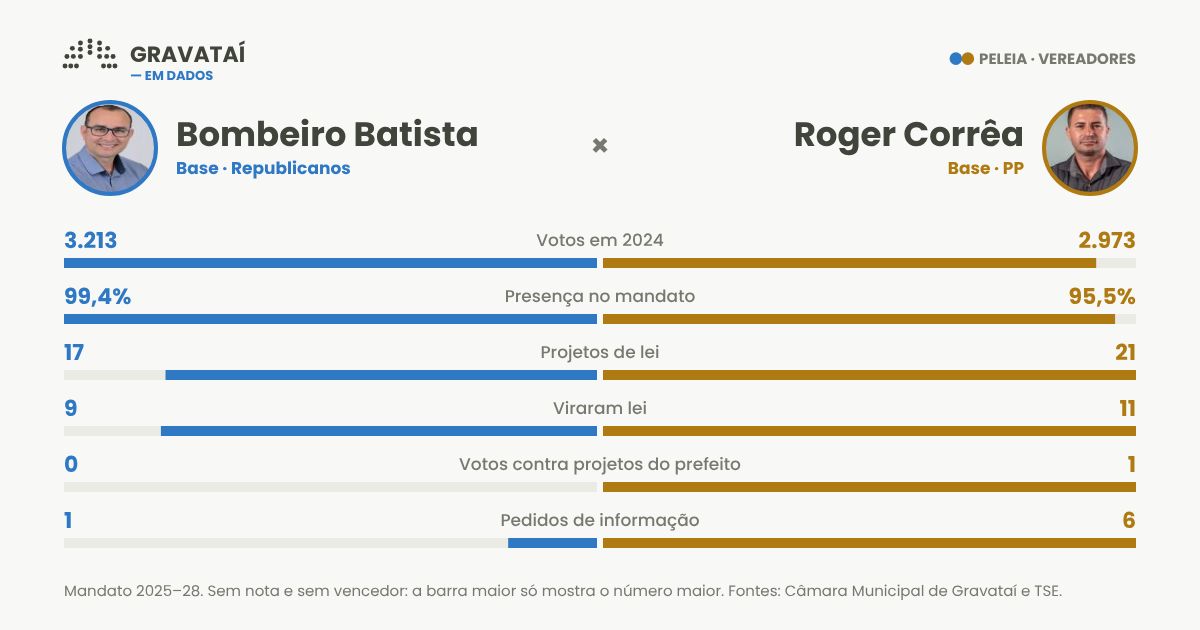 GRAVATAÍ
— EM DADOS
PELEIA · VEREADORES
Bombeiro Batista
Base · Republicanos
×
Roger Corrêa
Base · PP
3.213 Votos em 2024 2.973
99,4% Presença no mandato 95,5%
17 Projetos de lei 21
9 Viraram lei 11
0 Votos contra projetos do prefeito 1
1 Pedidos de informação 6
Mandato 2025–28. Sem nota e sem vencedor: a barra maior só mostra o número maior. Fontes: Câmara Municipal de Gravataí e TSE.